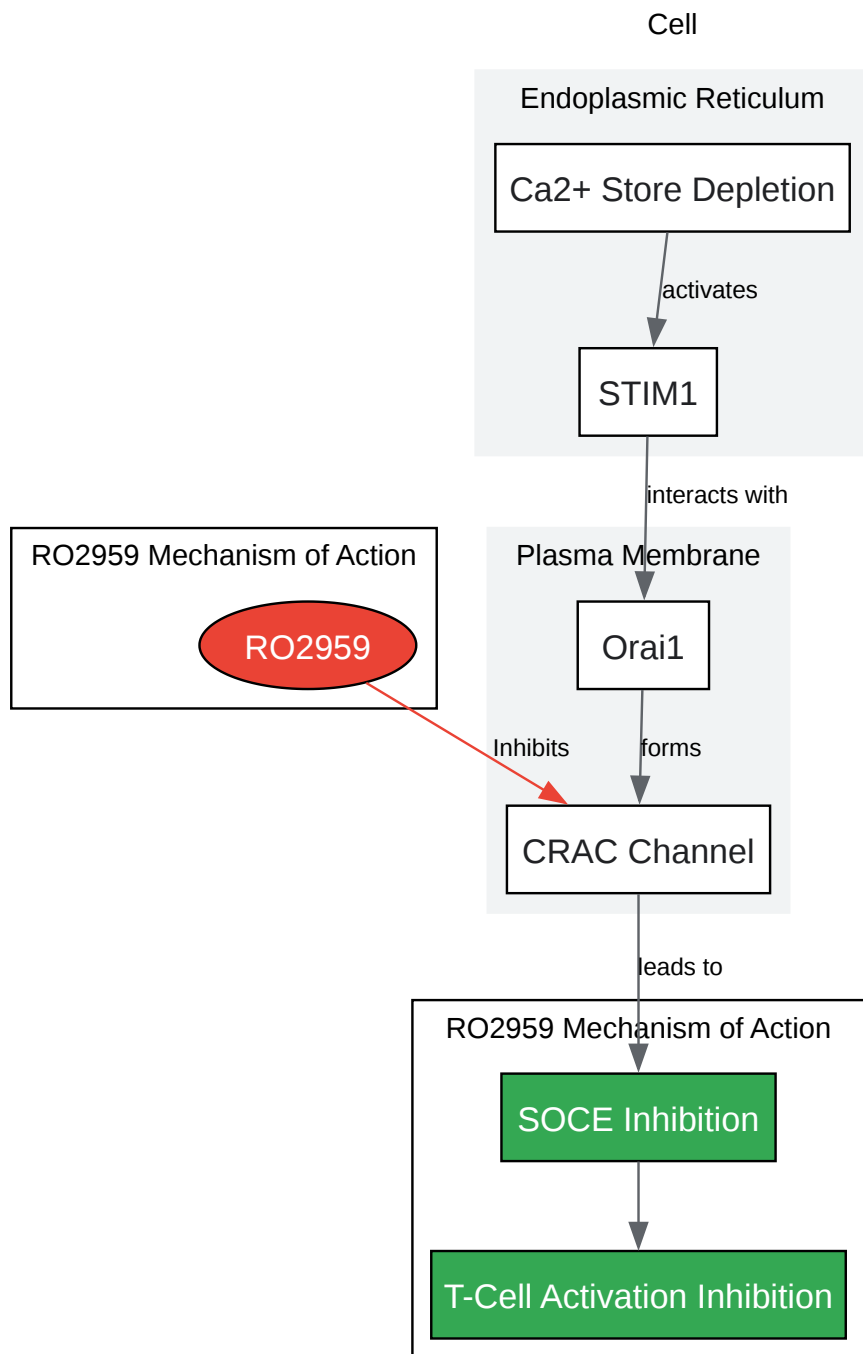 Cell
Endoplasmic Reticulum
Ca2+ Store Depletion
activates
STIM1
interacts with
RO2959 Mechanism of Action
RO2959
Plasma Membrane
Orai1
Inhibits
forms
CRAC Channel
leads to
RO2959 Mechanism of Action
SOCE Inhibition
T-Cell Activation Inhibition